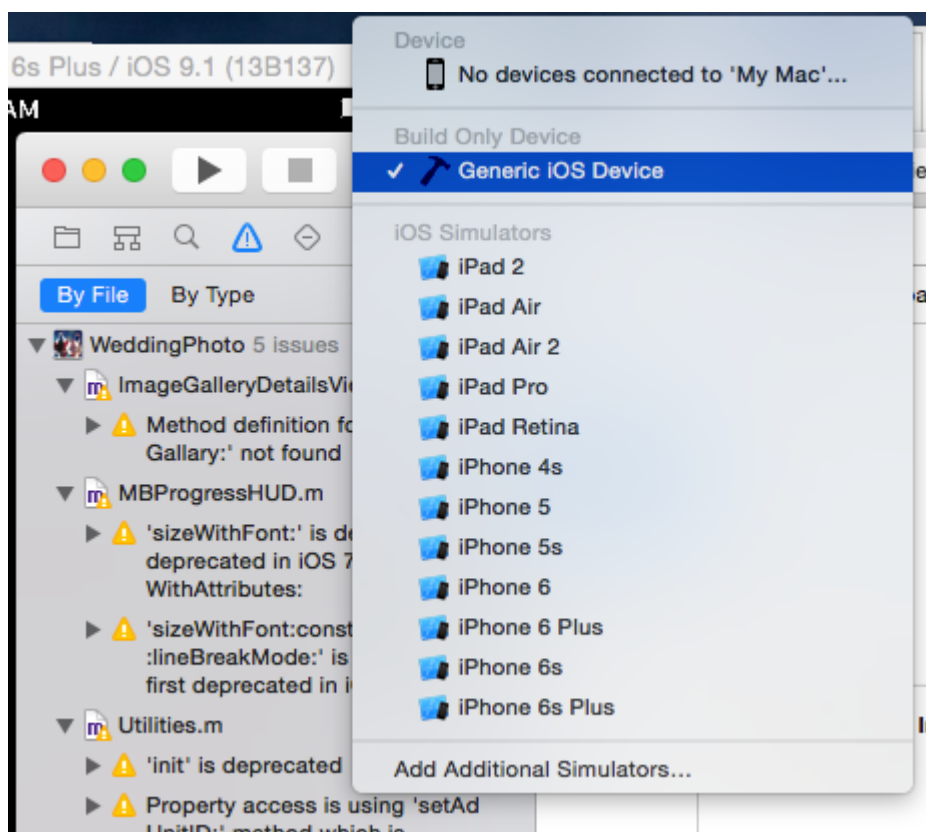 6s Plus / iOS 9.1 (13B137)
AM
Device
No devices connected to 'My Mac'...
Build Only Device
Generic iOS Device
iOS Simulators
iPad 2
iPad Air
iPad Air 2
iPad Pro
iPad Retina
iPhone 4s
iPhone 5
iPhone 5s
iPhone 6
iPhone 6 Plus
iPhone 6s
iPhone 6s Plus
Add Additional Simulators...
By File By Type
WeddingPhoto 5 issues
ImageGalleryDetailsVi
Method definition fo
Gallary:' not found
MBProgressHUD.m
'sizeWithFont:' is de
deprecated in iOS 7
WithAttributes:
'sizeWithFont:const
:lineBreakMode:' is
first deprecated in i
Utilities.m
'init' is deprecated
Property access is using 'setAd
UnitID:' method which is